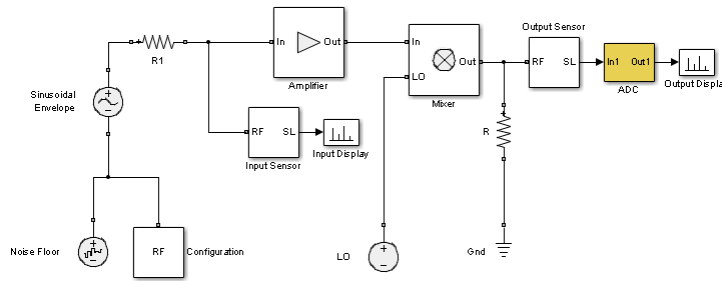 Output Sensor
R1
In
Out
In
Out
LO
RF
SL
In1
Out1
Amplifier
Mixer
ADC
Output Displa
Sinusoidal
Envelope
RF
SL
R
Input Display
Input Sensor
Noise Floor
RF
Configuration
LO
Gnd